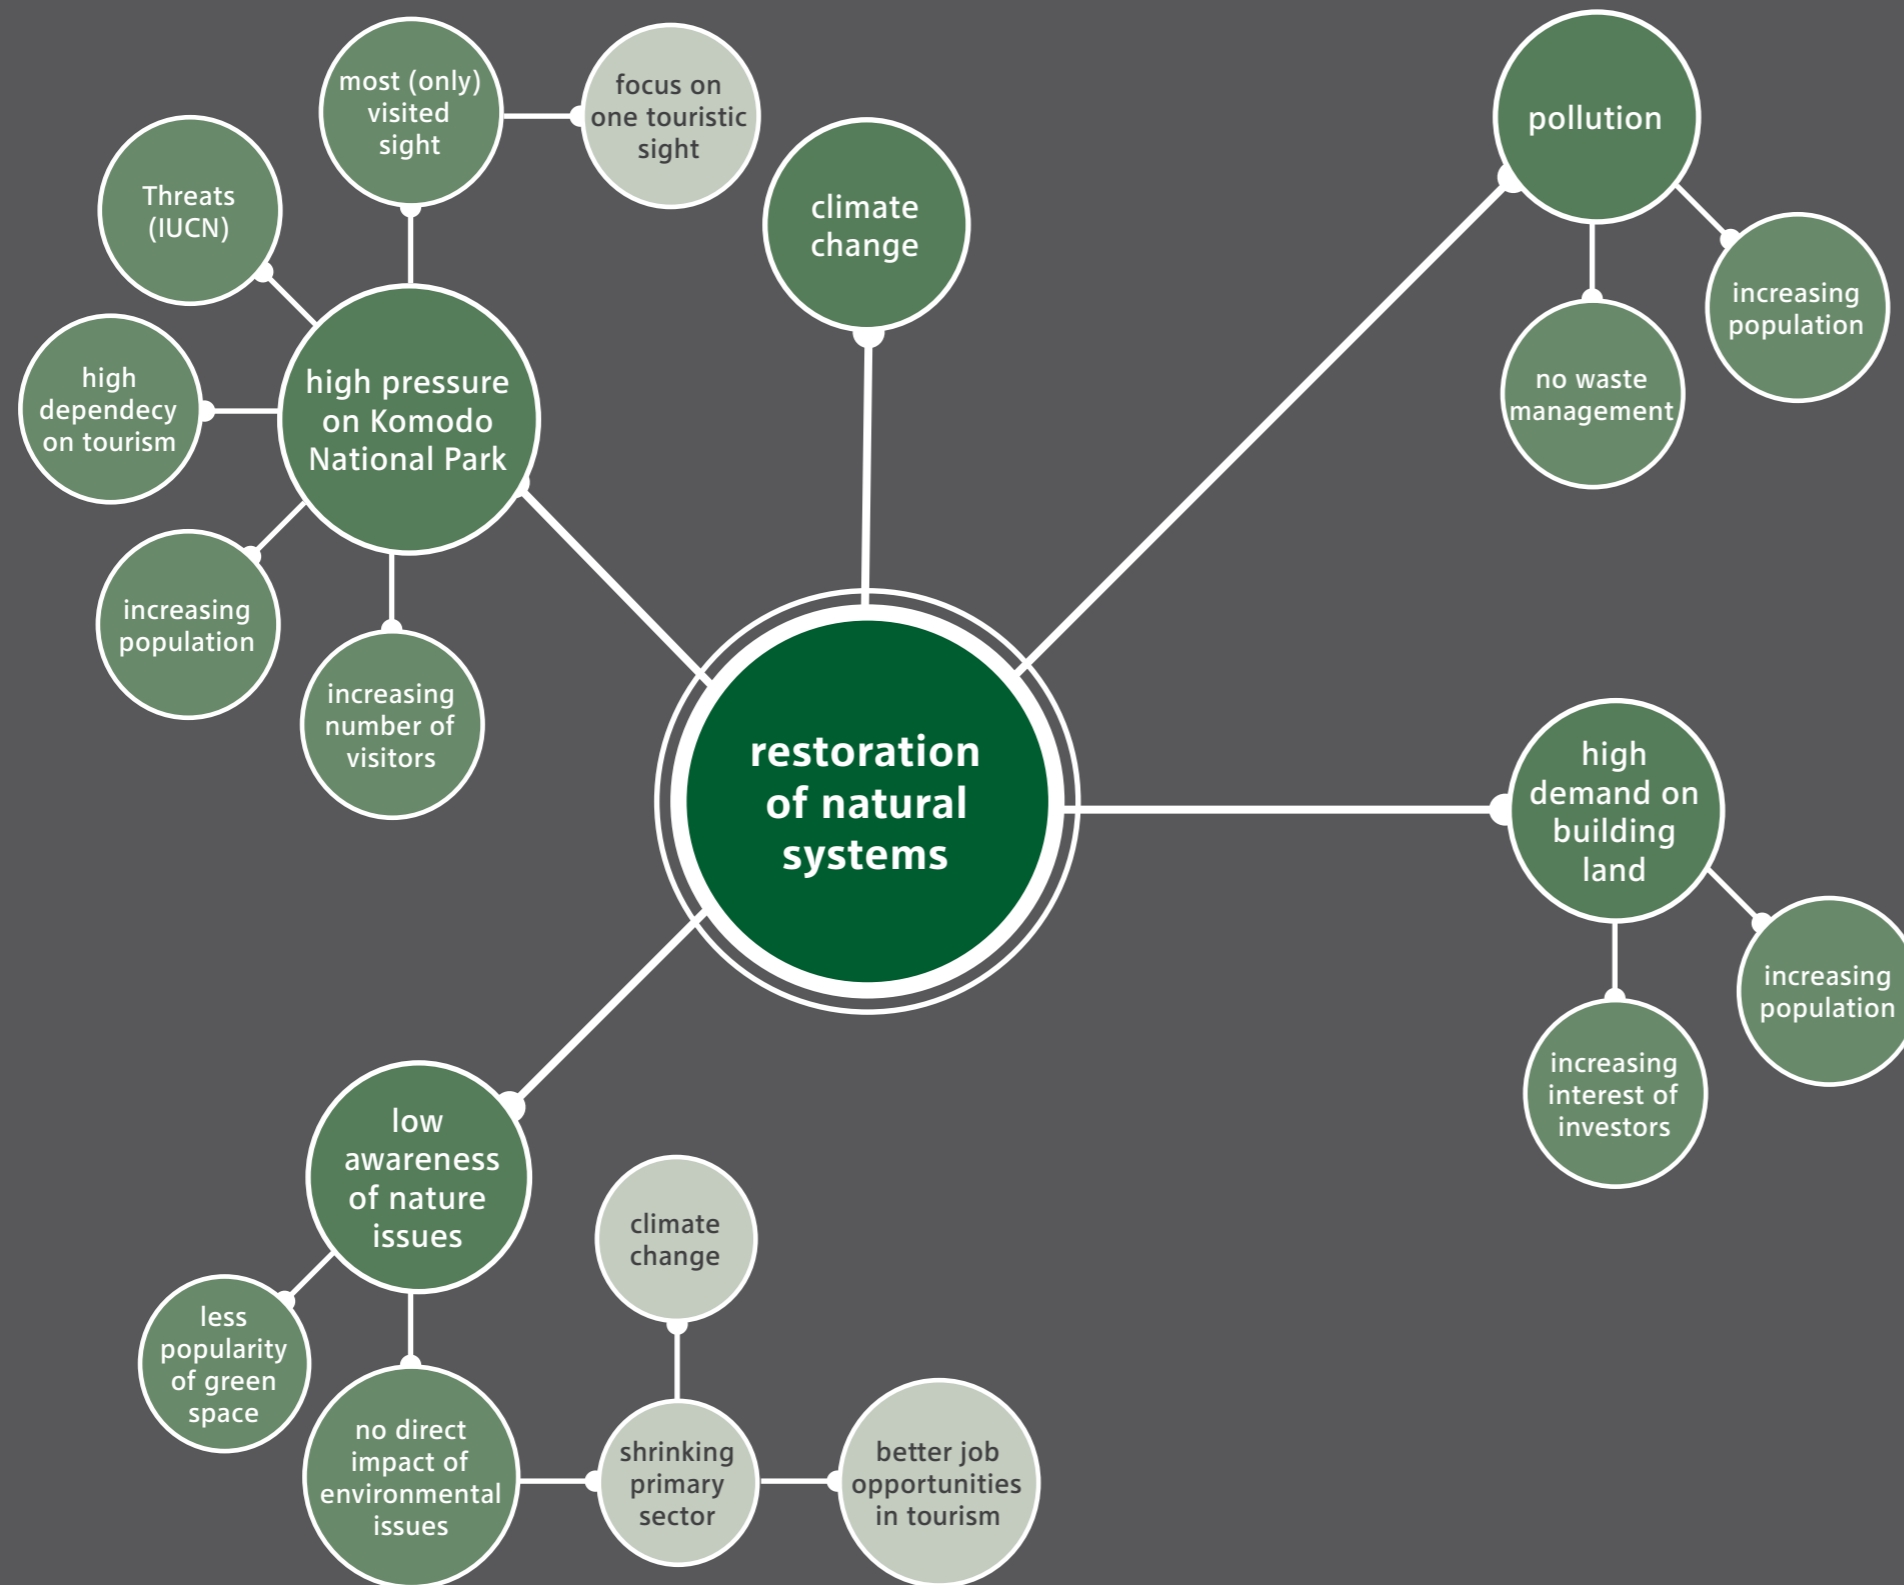 most (only)
visited
sight
focus on
one touristic
sight
climate
change
pollution
Threats
(IUCN)
increasing
population
high
dependecy
on tourism
high pressure
on Komodo
National Park
no waste
management
increasing
population
increasing
number of
visitors
restoration
of natural
systems
high
demand on
building
land
increasing
population
increasing
interest of
investors
low
awareness
of nature
issues
climate
change
less
popularity
of green
space
no direct
impact of
environmental
issues
shrinking
primary
sector
better job
opportunities
in tourism